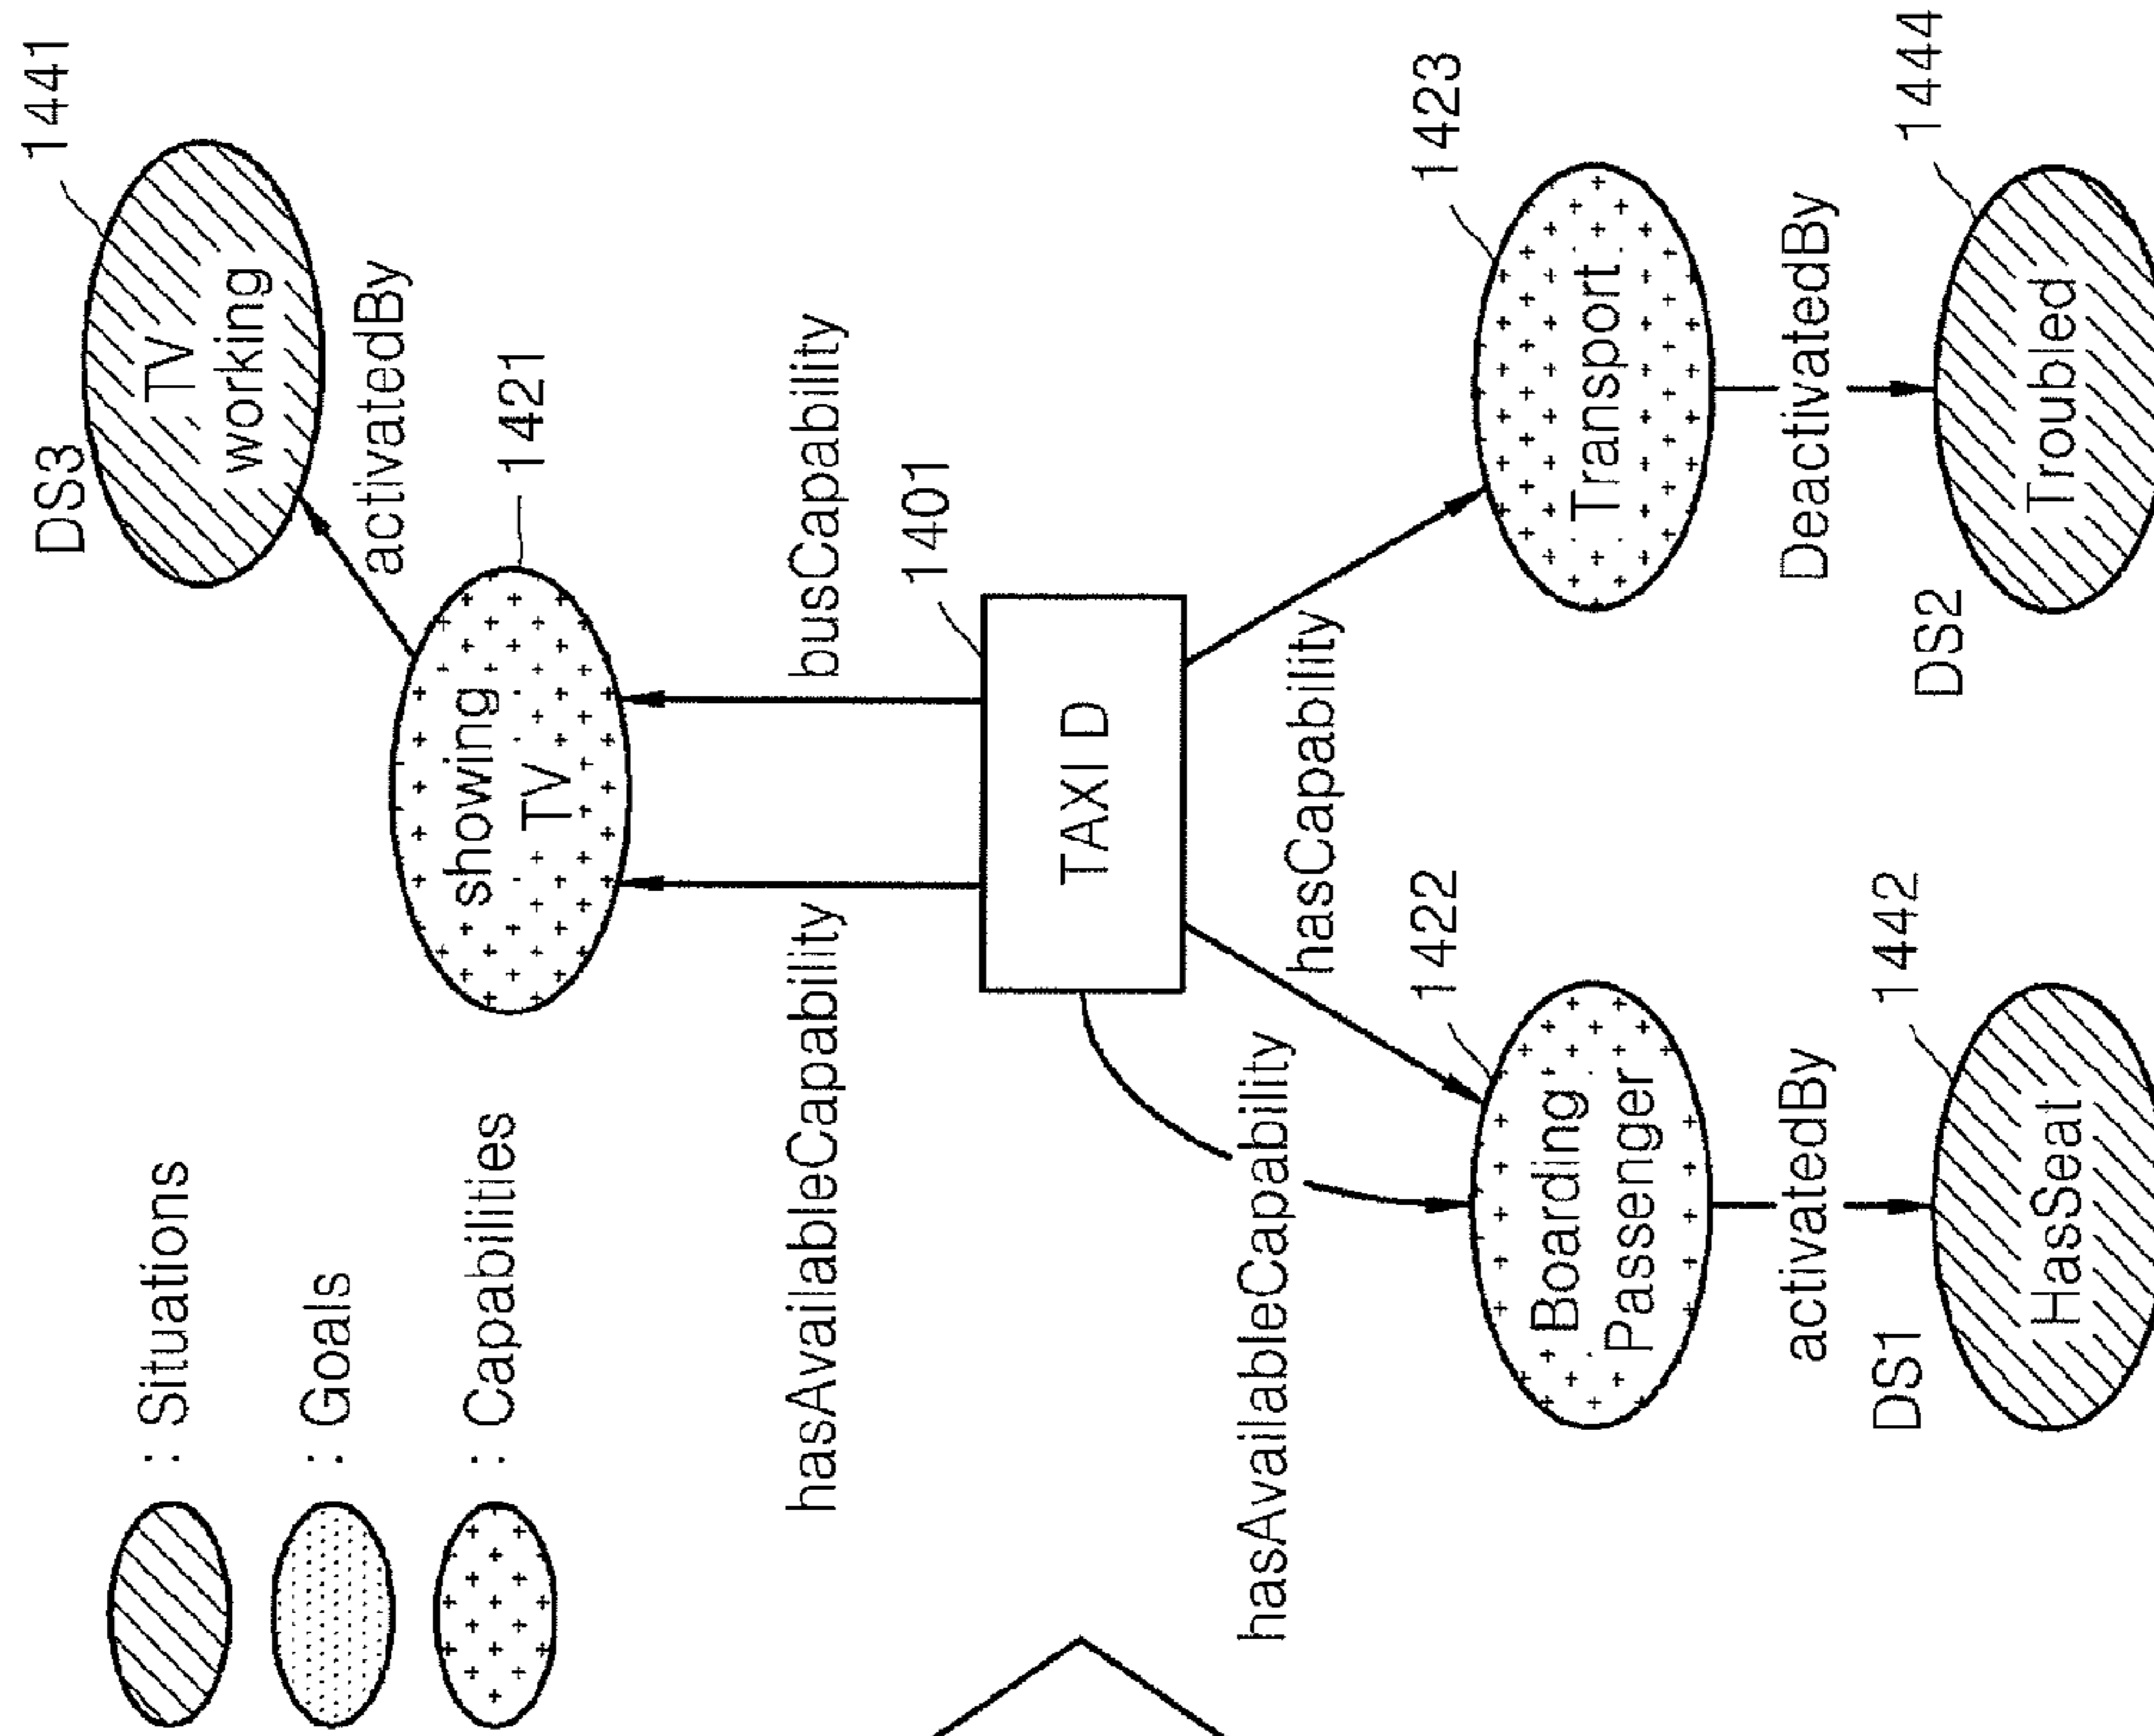 : Situations
: Goals
: Capabilities
DS3
1441
TV
working
activatedBy
showing
TV
1421
hasAvailableCapability
busCapability
1401
TAXI D
hasAvailableCapability
hasCapability
1422
1423
Boarding
Passenger
Transport
activatedBy
DeactivatedBy
DS1
1442
DS2
1444
HasSeat
Troubled